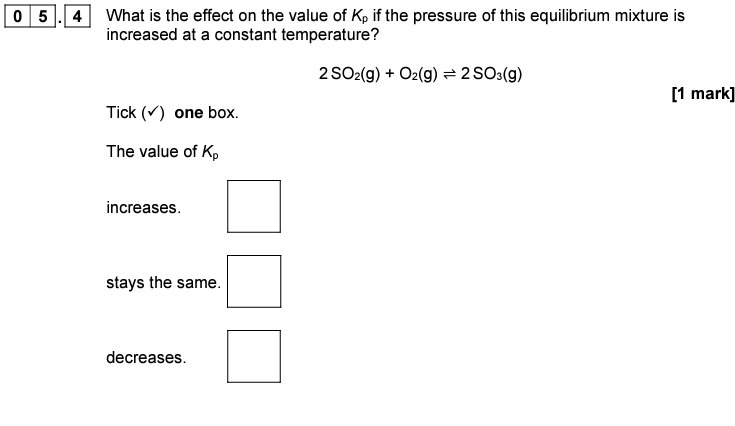 0 5 . 4 What is the effect on the value of Kp if the pressure of this equilibrium mixture is
increased at a constant temperature?
2 SO₂(g) + O₂(g) ⇌ 2 SO₃(g)
[1 mark]
Tick (✓) one box.
The value of Kp
increases.
stays the same.
decreases.